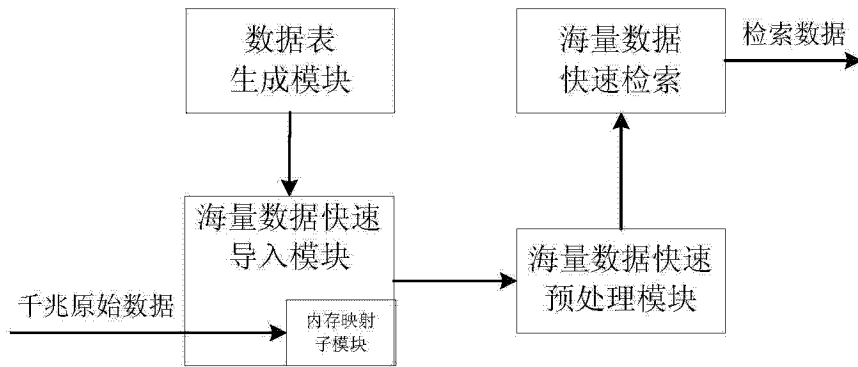 数据表
生成模块
海量数据
快速检索
检索数据
海量数据快速
导入模块
海量数据快速
预处理模块
千兆原始数据
内存映射
子模块